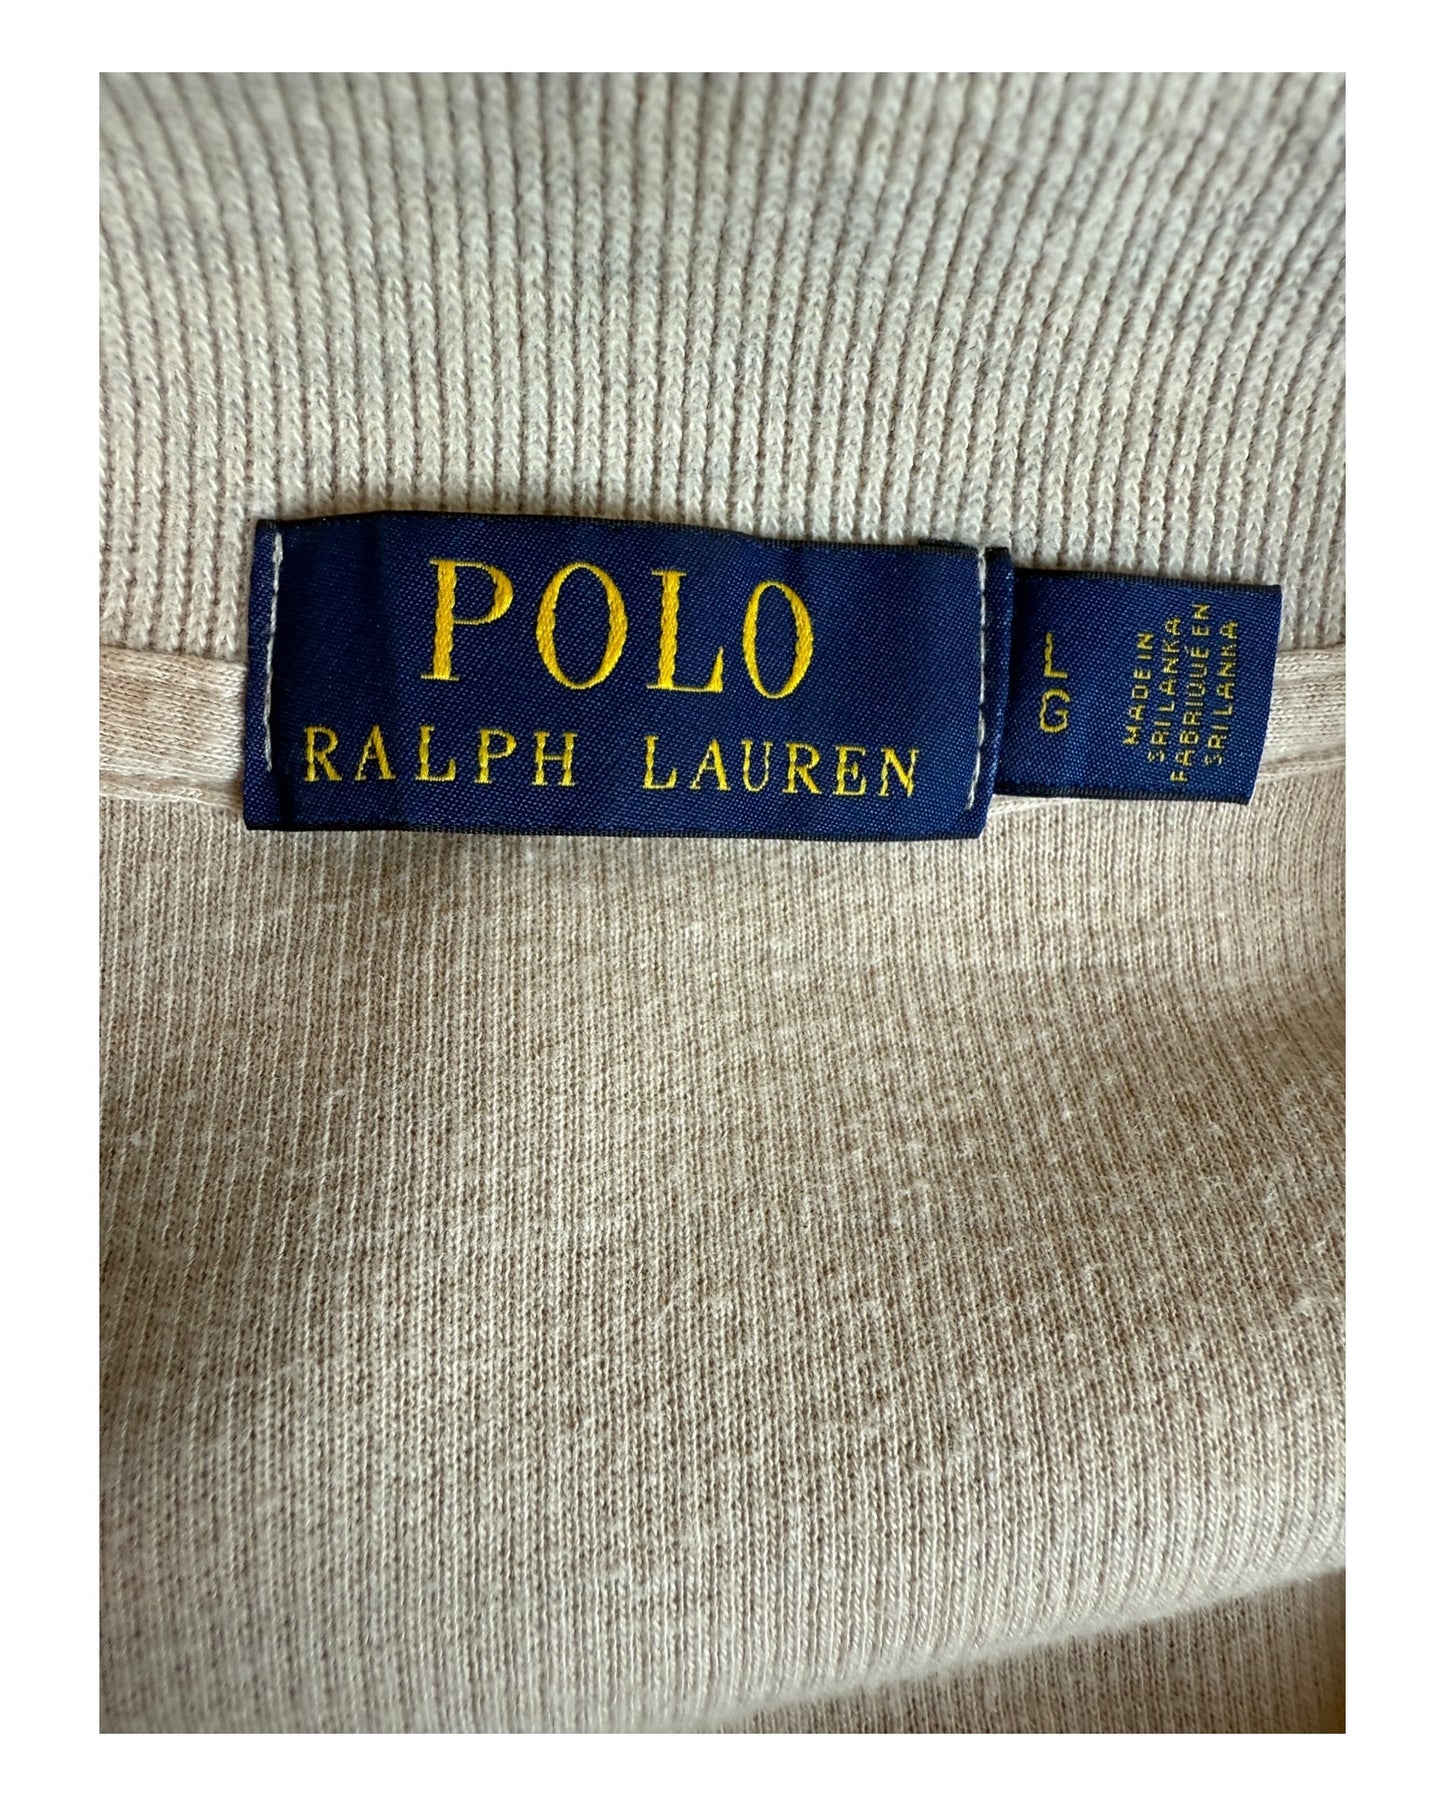 POLO
RALPH LAUREN
L
G
MADE IN
SRI LANKA
FABRIQUÉ EN
SRI LANKA